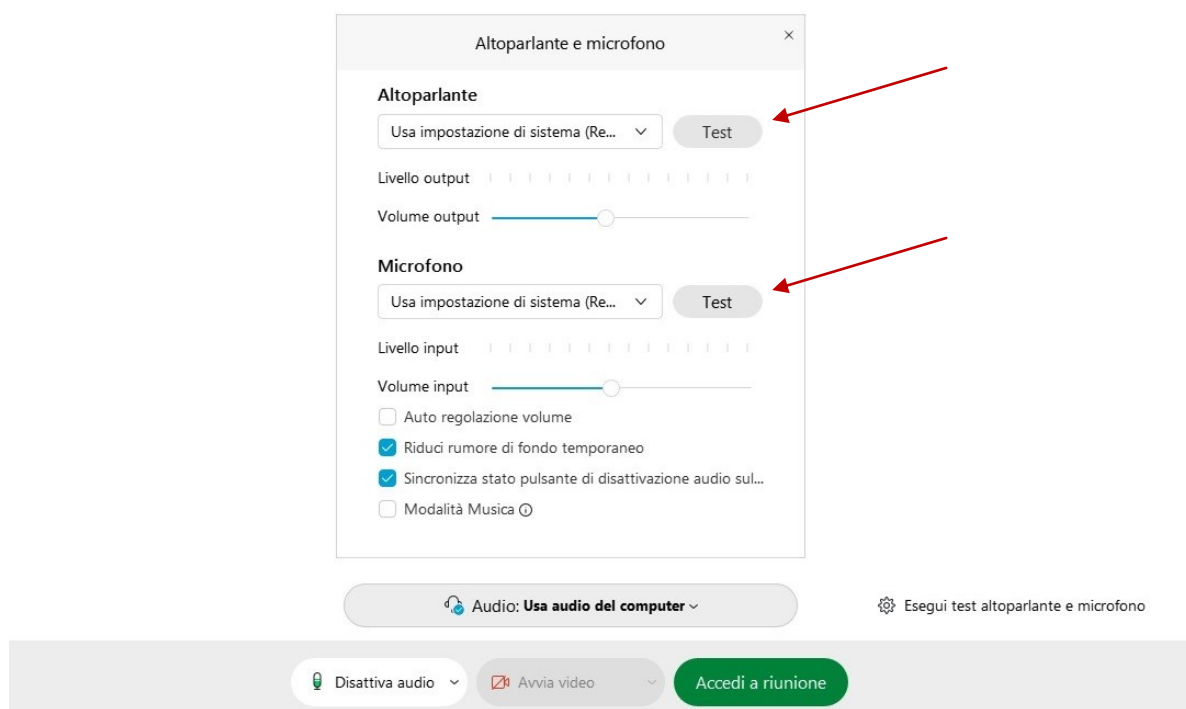 Altoparlante e microfono
Altoparlante
Usa impostazione di sistema (Re... Test
Livello output
Volume output
Microfono
Usa impostazione di sistema (Re... Test
Livello input
Volume input
Auto regolazione volume
Riduci rumore di fondo temporaneo
Sincronizza stato pulsante di disattivazione audio sul...
Modalità Musica
Audio: Usa audio del computer
Esegui test altoparlante e microfono
Disattiva audio
Avvia video
Accedi a riunione